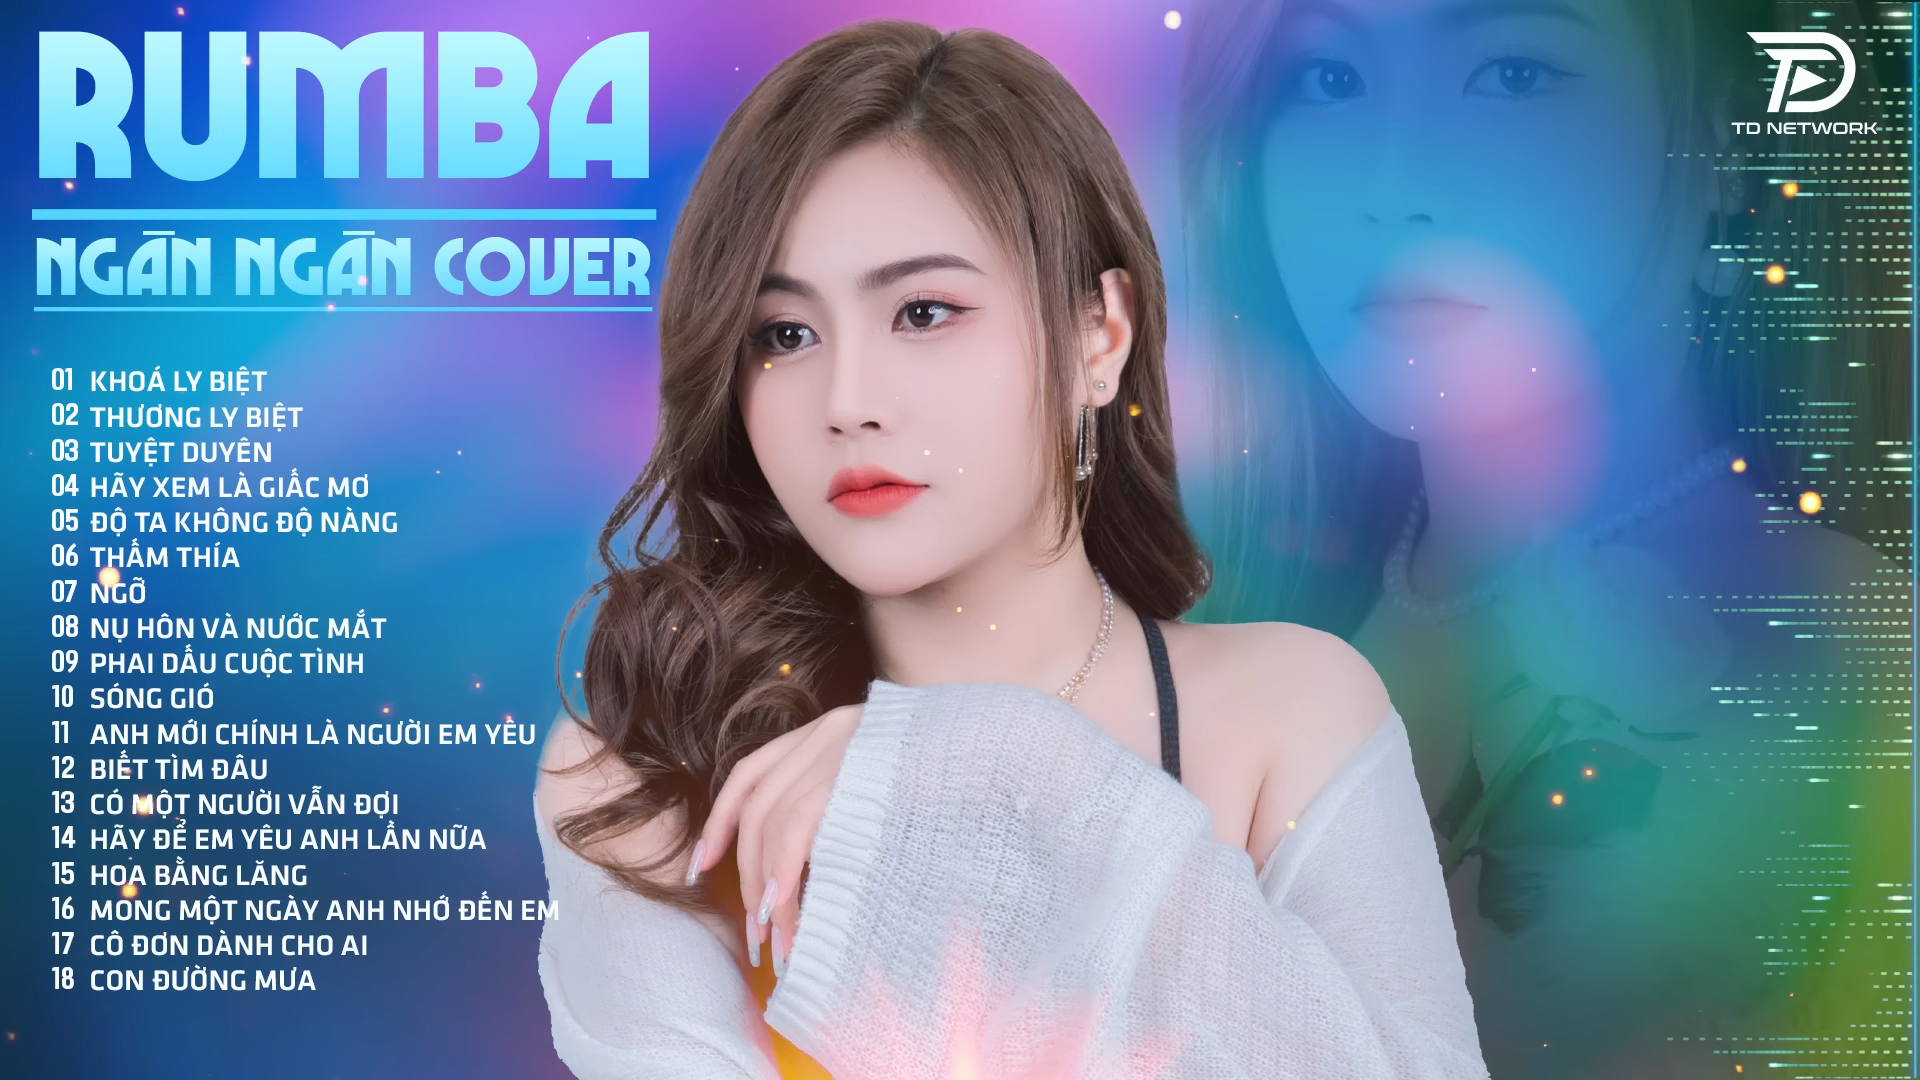 RUMBA
NGÂN NGÂN COVER
01 KHOÁ LY BIỆT
02 THƯƠNG LY BIỆT
03 TUYỆT DUYÊN
04 HÃY XEM LÀ GIẤC MƠ
05 ĐỘ TA KHÔNG ĐỘ NÀNG
06 THẤM THÍA
07 NGỠ
08 NỤ HÔN VÀ NƯỚC MẮT
09 PHAI DẤU CUỘC TÌNH
10 SÓNG GIÓ
11 ANH MỚI CHÍNH LÀ NGƯỜI EM YÊU
12 BIẾT TÌM ĐÂU
13 CÓ MỘT NGƯỜI VẪN ĐỢI
14 HÃY ĐỂ EM YÊU ANH LẦN NỮA
15 HOA BẰNG LĂNG
16 MONG MỘT NGÀY ANH NHỚ ĐẾN EM
17 CÔ ĐƠN DÀNH CHO AI
18 CON ĐƯỜNG MƯA
TD NETWORK